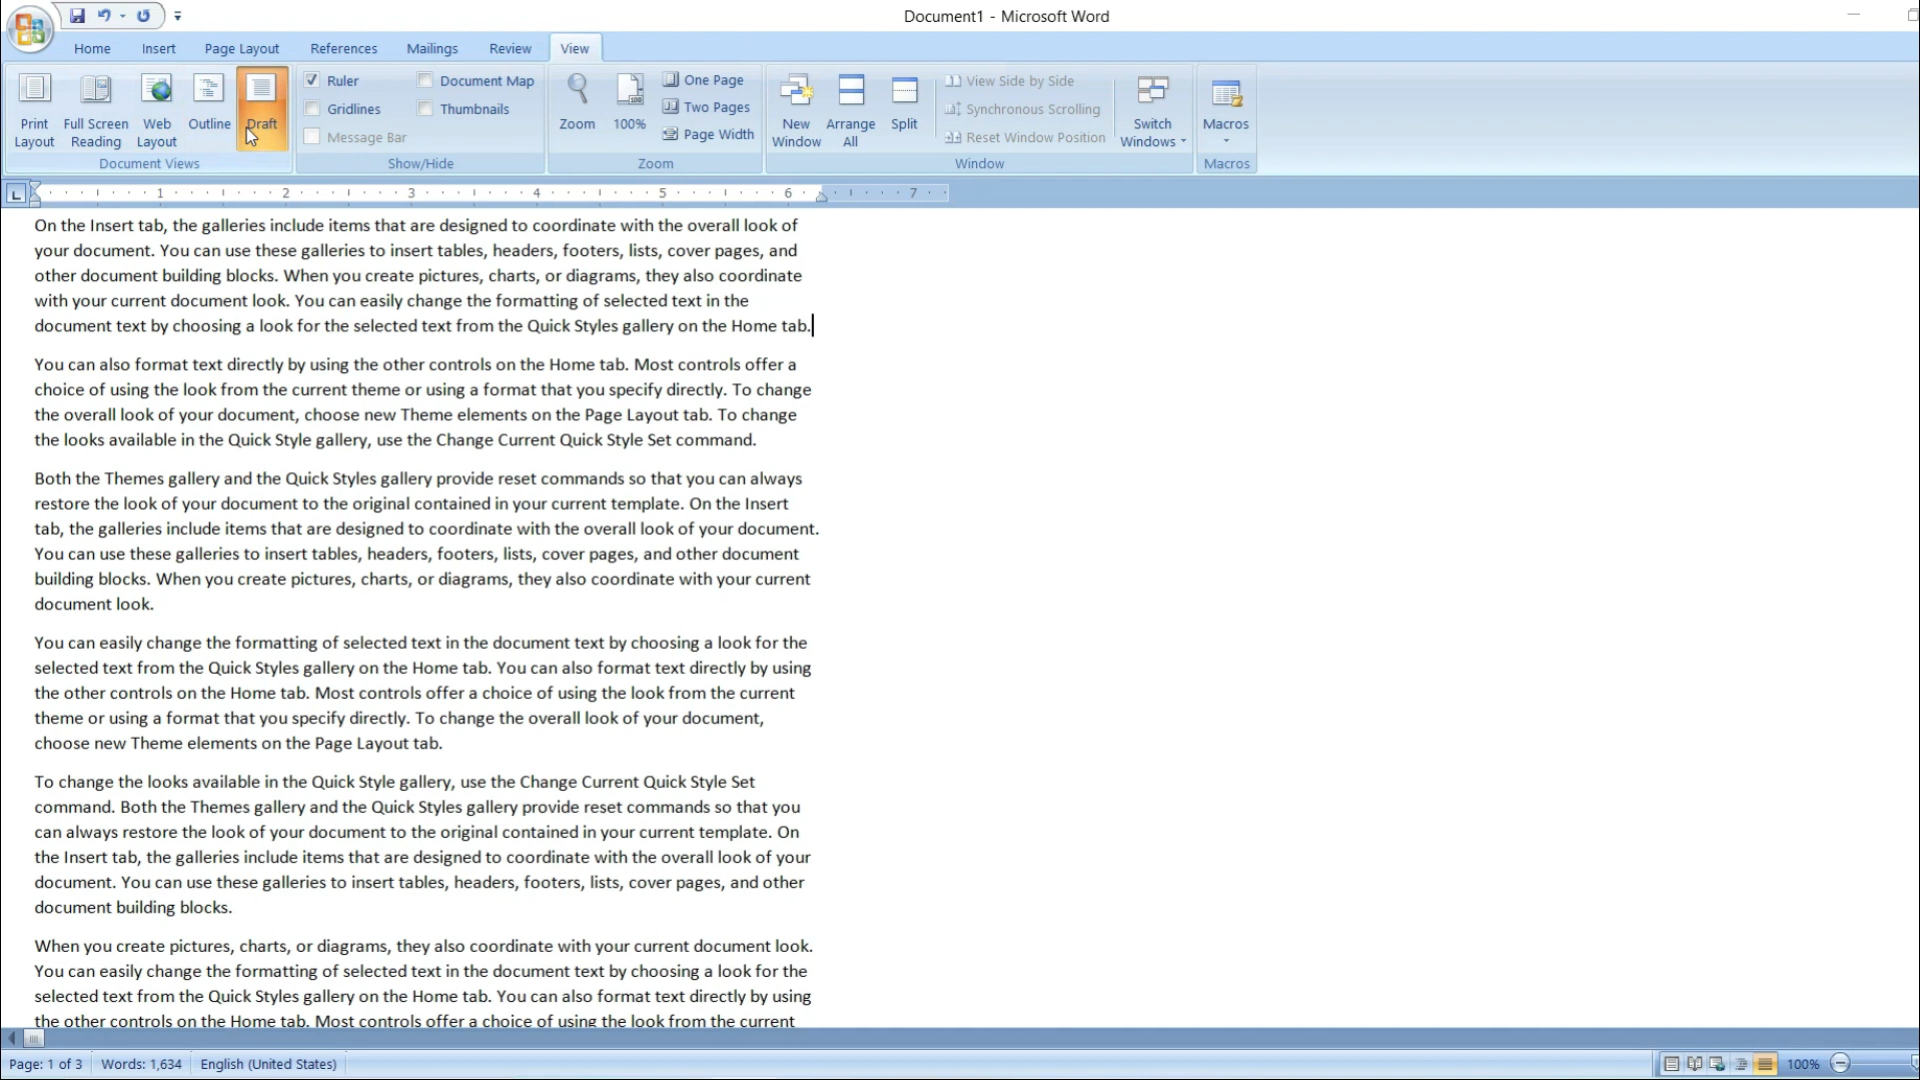 Document1 - Microsoft Word
Home Insert Page Layout References Mailings Review View
Print Layout
Full Screen Reading
Web Layout
Outline
Draft
Document Views
Ruler
Gridlines
Message Bar
Document Map
Thumbnails
Show/Hide
Zoom
100%
One Page
Two Pages
Page Width
Zoom
New Window
Arrange All
Split
View Side by Side
Synchronous Scrolling
Reset Window Position
Switch Windows
Window
Macros
Macros
1 2 3 4 5 6 7
On the Insert tab, the galleries include items that are designed to coordinate with the overall look of
your document. You can use these galleries to insert tables, headers, footers, lists, cover pages, and
other document building blocks. When you create pictures, charts, or diagrams, they also coordinate
with your current document look. You can easily change the formatting of selected text in the
document text by choosing a look for the selected text from the Quick Styles gallery on the Home tab.
You can also format text directly by using the other controls on the Home tab. Most controls offer a
choice of using the look from the current theme or using a format that you specify directly. To change
the overall look of your document, choose new Theme elements on the Page Layout tab. To change
the looks available in the Quick Style gallery, use the Change Current Quick Style Set command.
Both the Themes gallery and the Quick Styles gallery provide reset commands so that you can always
restore the look of your document to the original contained in your current template. On the Insert
tab, the galleries include items that are designed to coordinate with the overall look of your document.
You can use these galleries to insert tables, headers, footers, lists, cover pages, and other document
building blocks. When you create pictures, charts, or diagrams, they also coordinate with your current
document look.
You can easily change the formatting of selected text in the document text by choosing a look for the
selected text from the Quick Styles gallery on the Home tab. You can also format text directly by using
the other controls on the Home tab. Most controls offer a choice of using the look from the current
theme or using a format that you specify directly. To change the overall look of your document,
choose new Theme elements on the Page Layout tab.
To change the looks available in the Quick Style gallery, use the Change Current Quick Style Set
command. Both the Themes gallery and the Quick Styles gallery provide reset commands so that you
can always restore the look of your document to the original contained in your current template. On
the Insert tab, the galleries include items that are designed to coordinate with the overall look of your
document. You can use these galleries to insert tables, headers, footers, lists, cover pages, and other
document building blocks.
When you create pictures, charts, or diagrams, they also coordinate with your current document look.
You can easily change the formatting of selected text in the document text by choosing a look for the
selected text from the Quick Styles gallery on the Home tab. You can also format text directly by using
the other controls on the Home tab. Most controls offer a choice of using the look from the current
Page: 1 of 3 Words: 1,634 English (United States) 100%